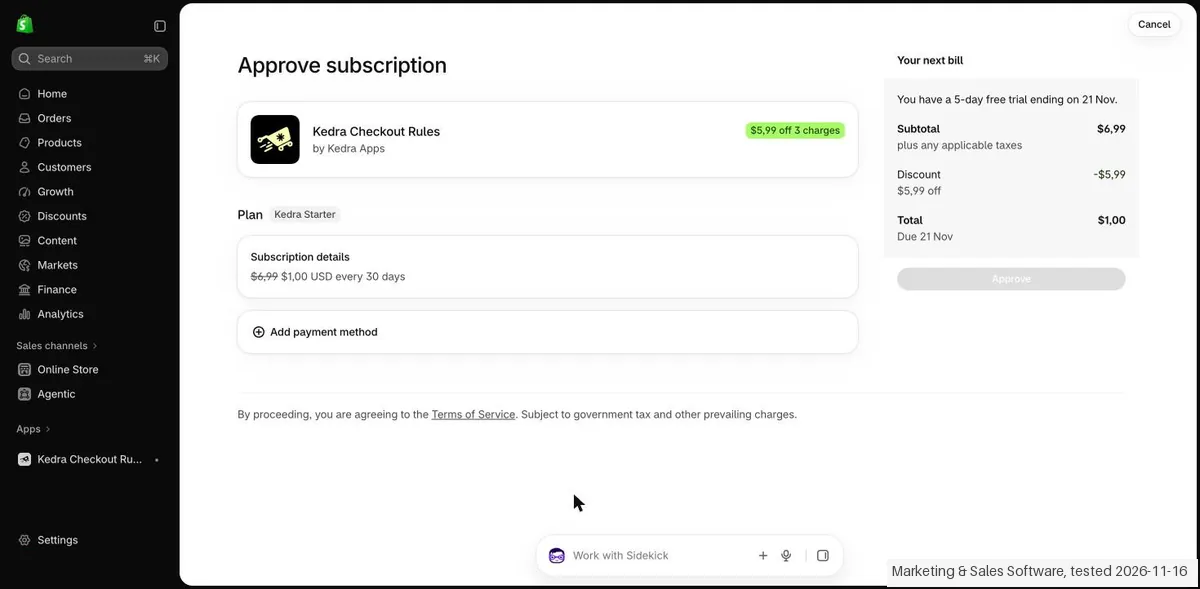 Search ⌘K
Home
Orders
Products
Customers
Growth
Discounts
Content
Markets
Finance
Analytics
Sales channels
Online Store
Agentic
Apps
Kedra Checkout Ru...
Settings
Cancel
Approve subscription
Kedra Checkout Rules
by Kedra Apps
$5,99 off 3 charges
Plan Kedra Starter
Subscription details
$6,99 $1,00 USD every 30 days
Add payment method
By proceeding, you are agreeing to the Terms of Service. Subject to government tax and other prevailing charges.
Your next bill
You have a 5-day free trial ending on 21 Nov.
Subtotal $6,99
plus any applicable taxes
Discount -$5,99
$5,99 off
Total $1,00
Due 21 Nov
Approve
Work with Sidekick
Marketing & Sales Software, tested 2026-11-16